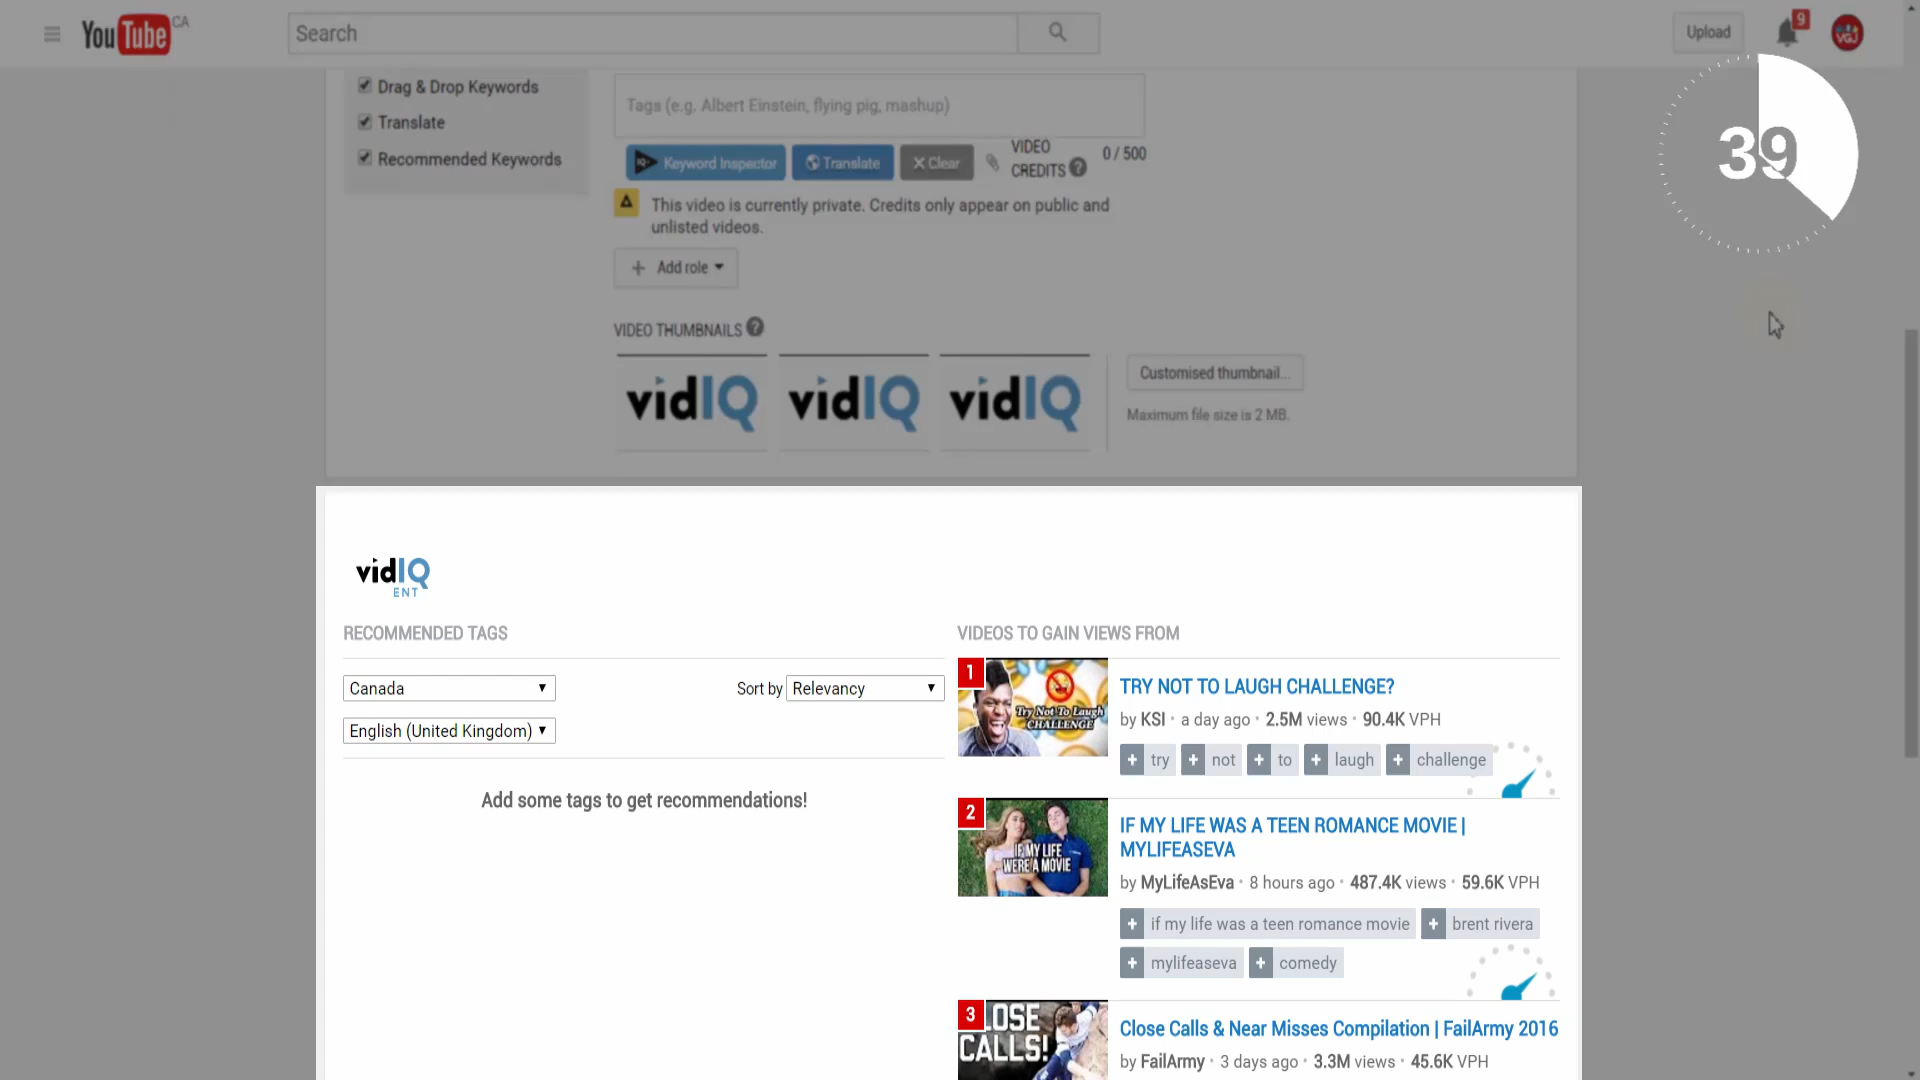 YouTube CA
Search
Upload
9
VGJ
39
Drag & Drop Keywords
Translate
Recommended Keywords
Tags (e.g. Albert Einstein, flying pig, mashup)
Keyword Inspector
Translate
Clear
VIDEO
CREDITS ?
0 / 500
This video is currently private. Credits only appear on public and
unlisted videos.
+ Add role
VIDEO THUMBNAILS ?
vidIQ vidIQ vidIQ
Customised thumbnail...
Maximum file size is 2 MB.
vidIQ
ENT
RECOMMENDED TAGS
Canada
Sort by Relevancy
English (United Kingdom)
Add some tags to get recommendations!
VIDEOS TO GAIN VIEWS FROM
1
Try Not To Laugh
CHALLENGE
TRY NOT TO LAUGH CHALLENGE?
by KSI · a day ago · 2.5M views · 90.4K VPH
+ try + not + to + laugh + challenge
2
IF MY LIFE
WERE A MOVIE
IF MY LIFE WAS A TEEN ROMANCE MOVIE |
MYLIFEASEVA
by MyLifeAsEva · 8 hours ago · 487.4K views · 59.6K VPH
+ if my life was a teen romance movie + brent rivera
+ mylifeaseva + comedy
3
CLOSE
CALLS!
Close Calls & Near Misses Compilation | FailArmy 2016
by FailArmy · 3 days ago · 3.3M views · 45.6K VPH